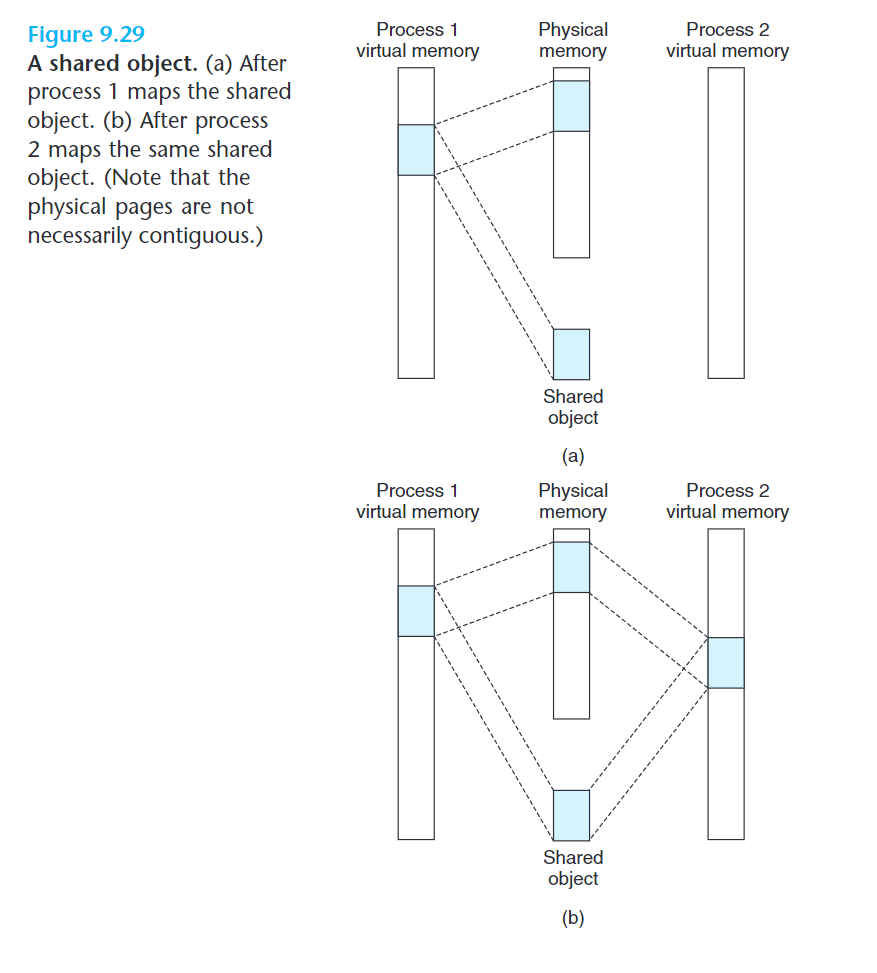 Figure 9.29
A shared object. (a) After
process 1 maps the shared
object. (b) After process
2 maps the same shared
object. (Note that the
physical pages are not
necessarily contiguous.)
Process 1
virtual memory
Physical
memory
Process 2
virtual memory
Shared
object
(a)
Process 1
virtual memory
Physical
memory
Process 2
virtual memory
Shared
object
(b)